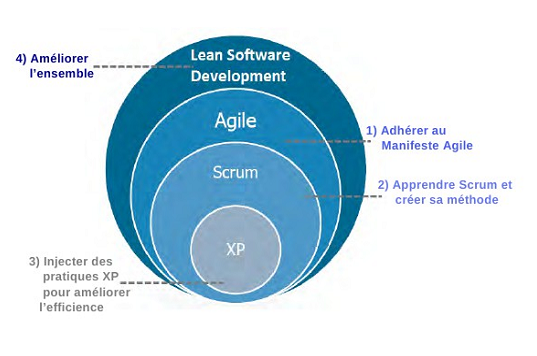 4) Améliorer
l’ensemble
Lean Software
Development
Agile
1) Adhérer au
Manifeste Agile
Scrum
2) Apprendre Scrum et
créer sa méthode
XP
3) Injecter des
pratiques XP
pour améliorer
l’efficience